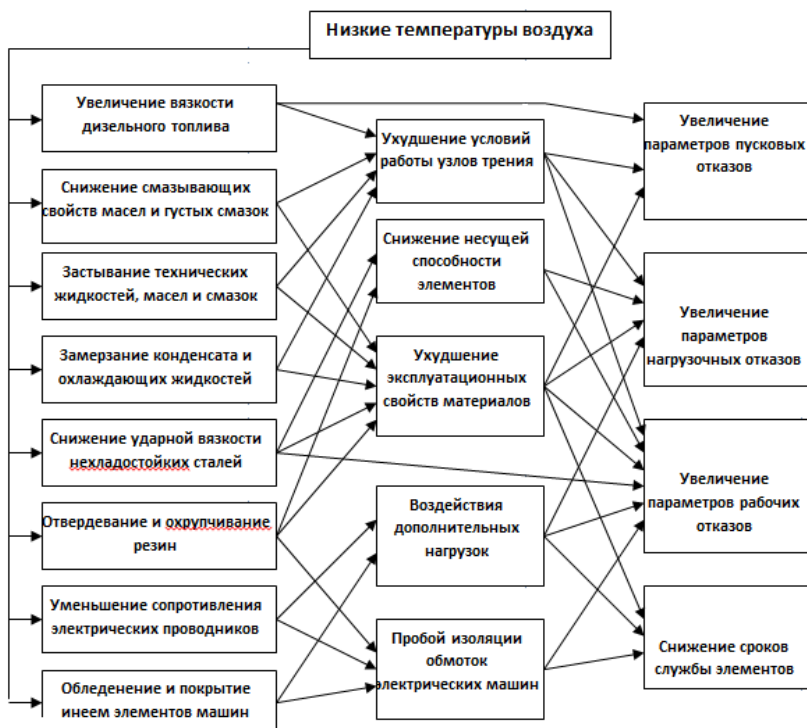 Низкие температуры воздуха
Увеличение вязкости
дизельного топлива
Снижение смазывающих
свойств масел и густых смазок
Застывание технических
жидкостей, масел и смазок
Замерзание конденсата и
охлаждающих жидкостей
Снижение ударной вязкости
нехладостойких сталей
Отвердевание и охрупчивание
резин
Уменьшение сопротивления
электрических проводников
Обледенение и покрытие
инеем элементов машин
Ухудшение условий
работы узлов трения
Снижение несущей
способности
элементов
Ухудшение
эксплуатационных
свойств материалов
Воздействия
дополнительных
нагрузок
Пробой изоляции
обмоток
электрических машин
Увеличение
параметров пусковых
отказов
Увеличение
параметров
нагрузочных отказов
Увеличение
параметров рабочих
отказов
Снижение сроков
службы элементов